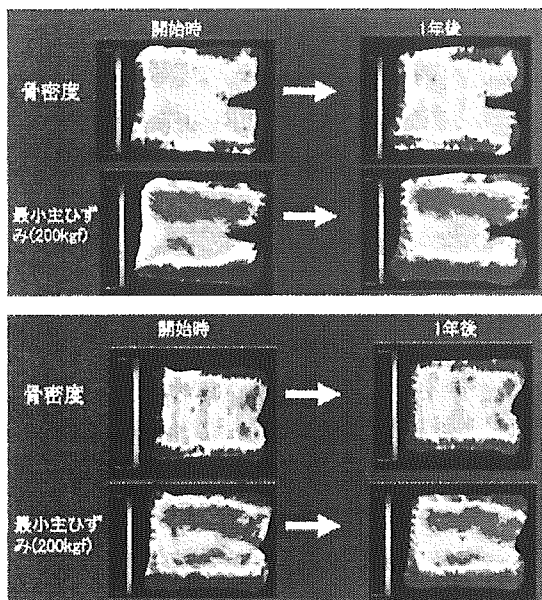 開始時 1年後
骨密度
最小主ひず
み(200kgf)
開始時 1年後
骨密度
最小主ひず
み(200kgf)